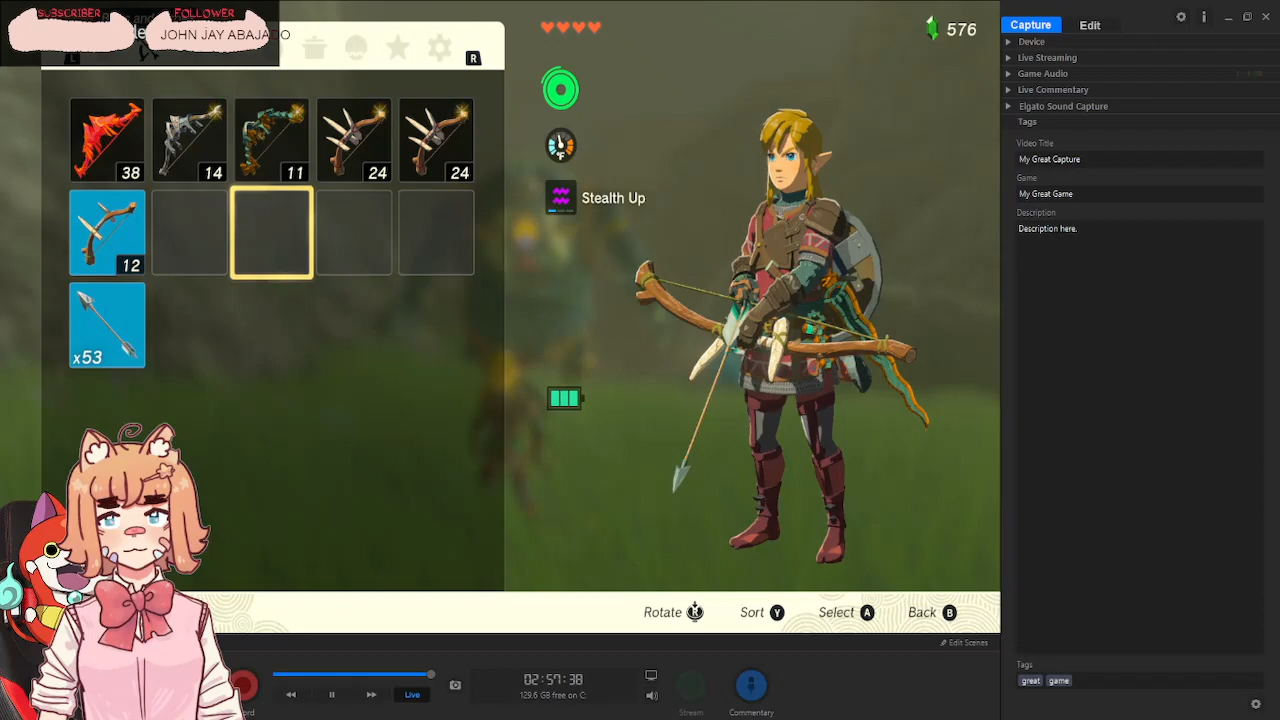 SUBSCRIBER
FOLLOWER
JOHN JAY ABAJADO
L
R
576
38
14
11
24
24
12
x53
°F
Stealth Up
Rotate R
Sort Y
Select A
Back B
Capture
Edit
Device
Live Streaming
Game Audio
Live Commentary
Elgato Sound Capture
Tags
Video Title
My Great Capture
Game
My Great Game
Description
Description here.
Tags
great
game
Edit Scenes
Live
02:57:38
129.6 GB free on C:
Stream
Commentary